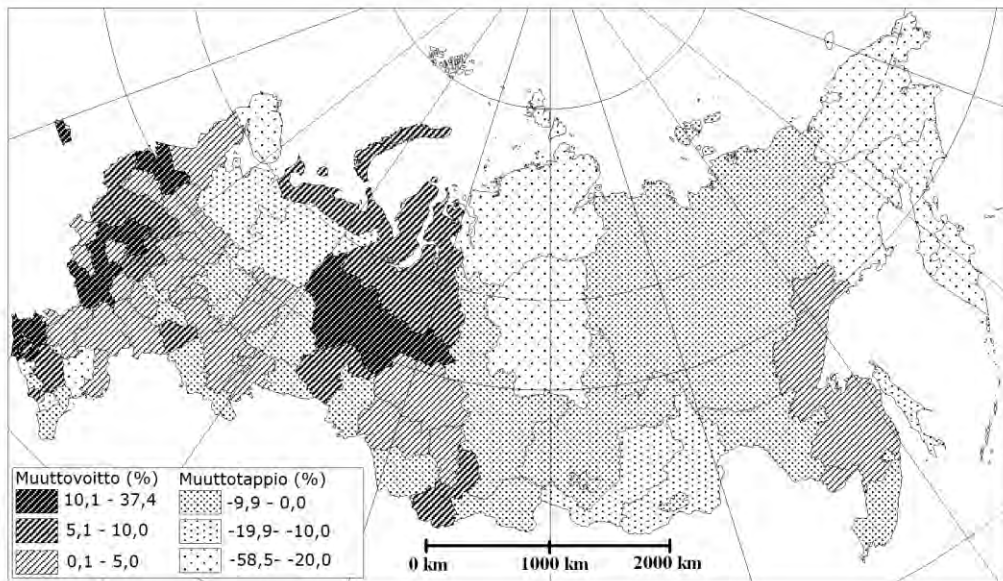 Muuttovoitto (%)
10,1 - 37,4
5,1 - 10,0
0,1 - 5,0
Muuttotappio (%)
-9,9 - 0,0
-19,9- -10,0
-58,5- -20,0
0 km 1000 km 2000 km